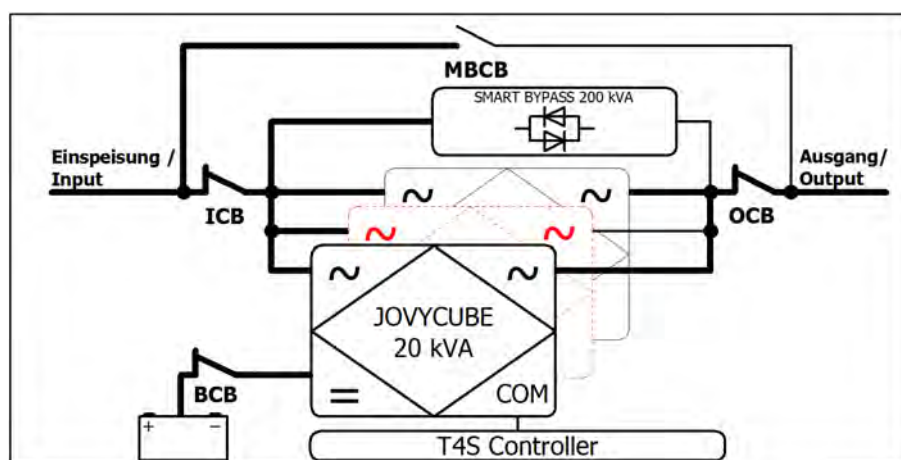 MBCB
SMART BYPASS 200 kVA
Einspeisung /
Input
Ausgang/
Output
ICB
OCB
~ ~
~ ~
~ ~
JOVYCUBE
20 kVA
BCB
= COM
+ -
T4S Controller